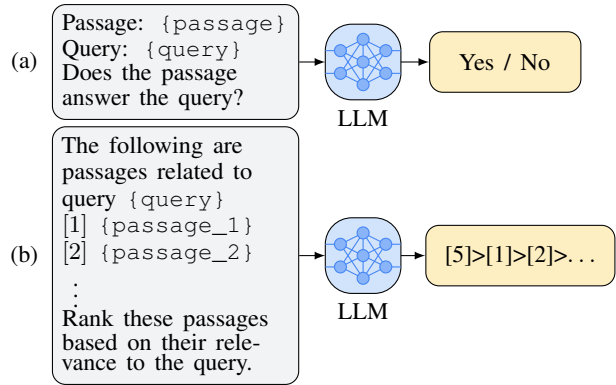 (a)
Passage: {passage}
Query: {query}
Does the passage
answer the query?
LLM
Yes / No
(b)
The following are
passages related to
query {query}
[1] {passage_1}
[2] {passage_2}
⋮
Rank these passages
based on their rele-
vance to the query.
LLM
[5]>[1]>[2]>...